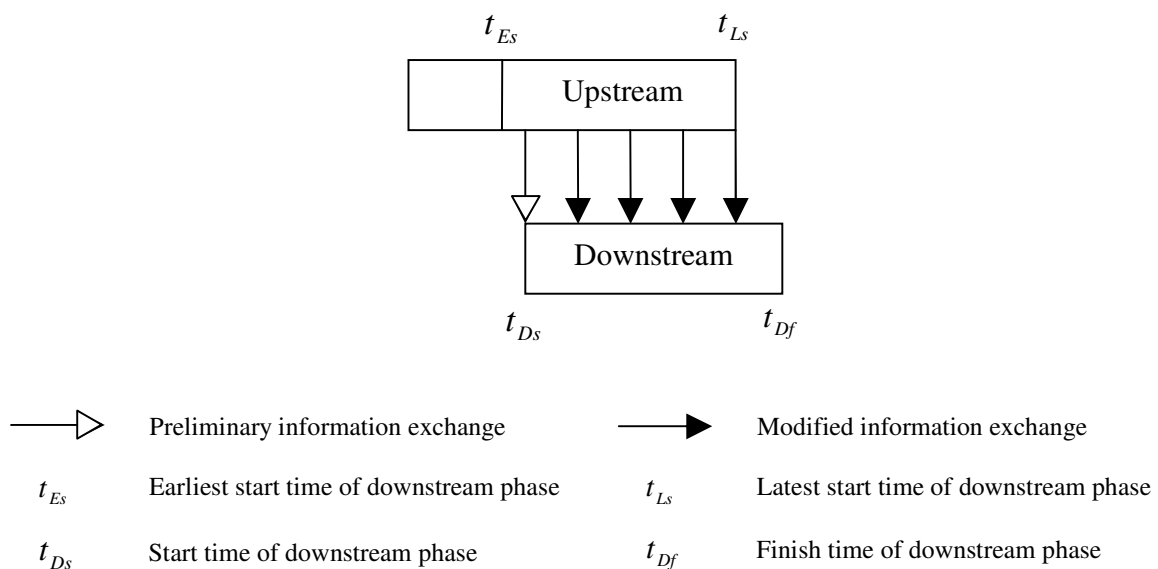 t_Es t_Ls
Upstream
Downstream
t_Ds t_Df
Preliminary information exchange Modified information exchange
t_Es Earliest start time of downstream phase t_Ls Latest start time of downstream phase
t_Ds Start time of downstream phase t_Df Finish time of downstream phase